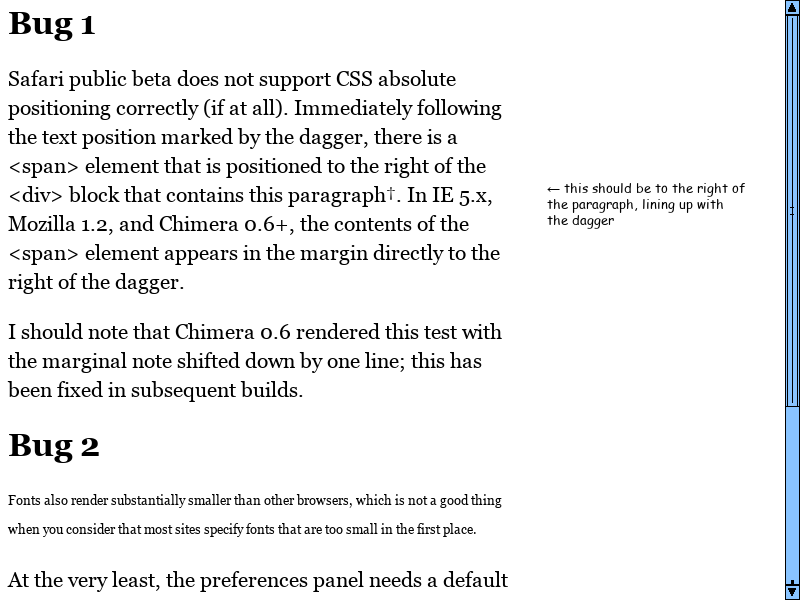 Bug 1
Safari public beta does not support CSS absolute
positioning correctly (if at all). Immediately following
the text position marked by the dagger, there is a
<span> element that is positioned to the right of the
<div> block that contains this paragraph†. In IE 5.x,
Mozilla 1.2, and Chimera 0.6+, the contents of the
<span> element appears in the margin directly to the
right of the dagger.
← this should be to the right of
the paragraph, lining up with
the dagger
I should note that Chimera 0.6 rendered this test with
the marginal note shifted down by one line; this has
been fixed in subsequent builds.
Bug 2
Fonts also render substantially smaller than other browsers, which is not a good thing
when you consider that most sites specify fonts that are too small in the first place.
At the very least, the preferences panel needs a default